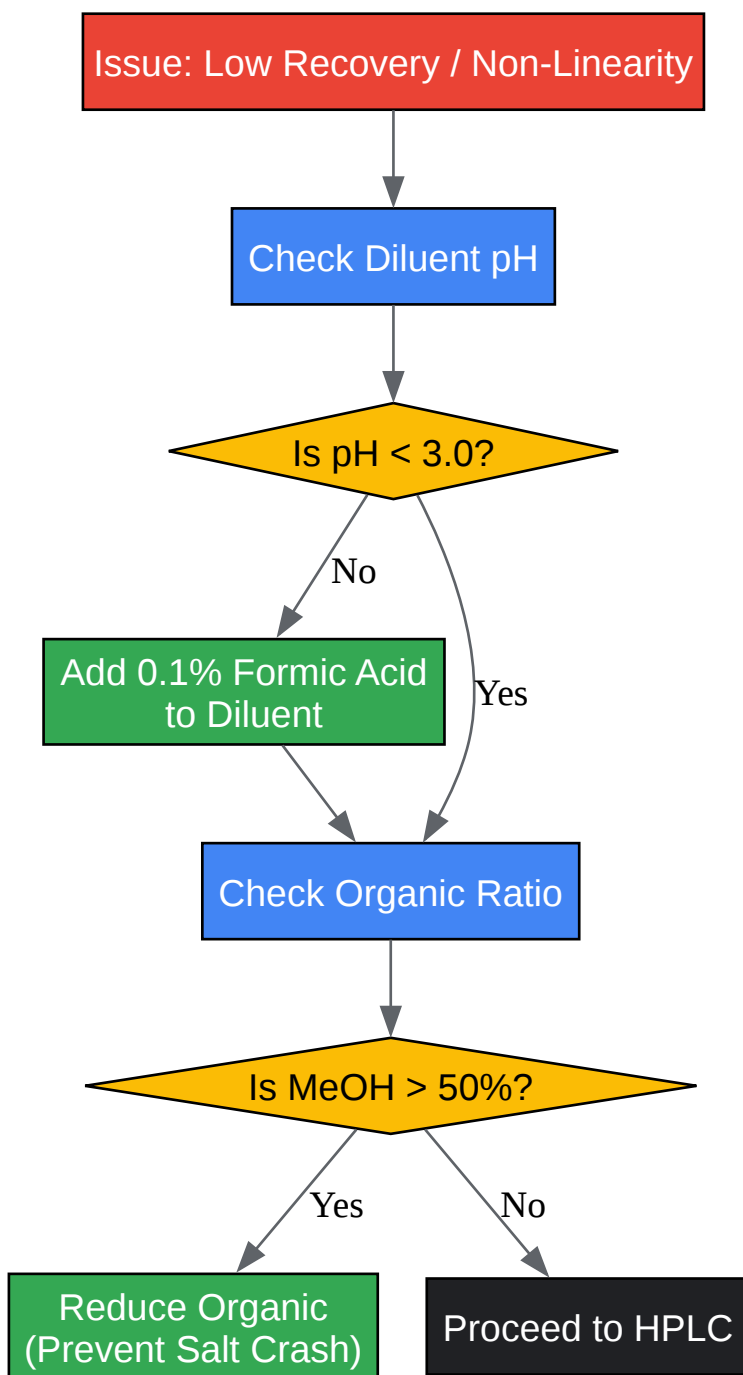 Issue: Low Recovery / Non-Linearity
Check Diluent pH
Is pH < 3.0?
No
Add 0.1% Formic Acid
to Diluent
Yes
Check Organic Ratio
Is MeOH > 50%?
Yes
No
Reduce Organic
(Prevent Salt Crash)
Proceed to HPLC